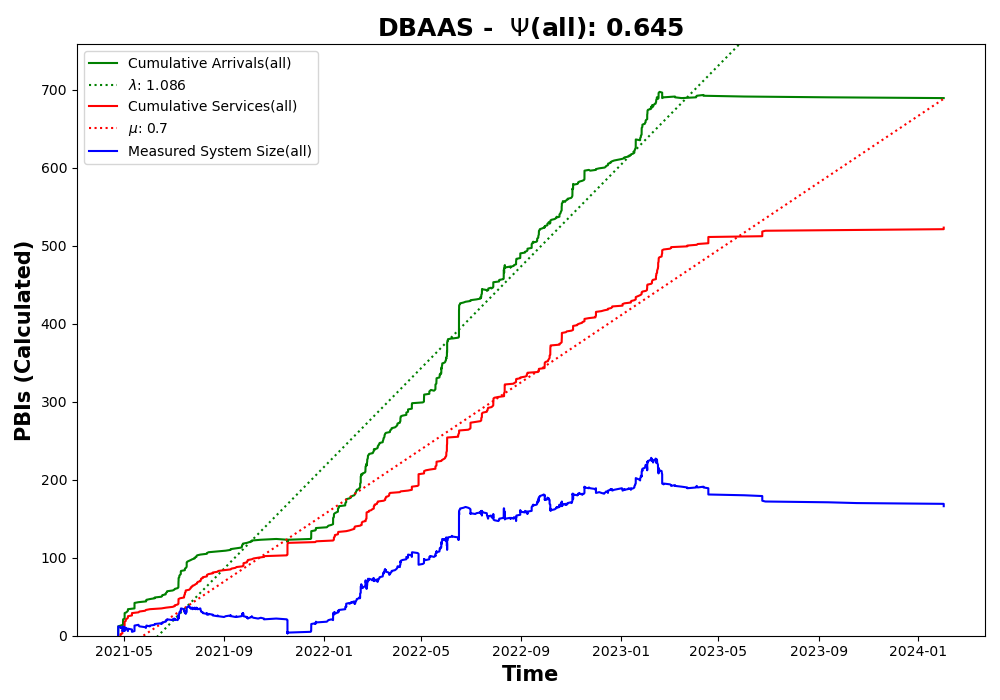 DBAAS - Ψ(all): 0.645
Cumulative Arrivals(all)
λ: 1.086
Cumulative Services(all)
μ: 0.7
Measured System Size(all)
PBIs (Calculated)
700
600
500
400
300
200
100
0
2021-05 2021-09 2022-01 2022-05 2022-09 2023-01 2023-05 2023-09 2024-01
Time